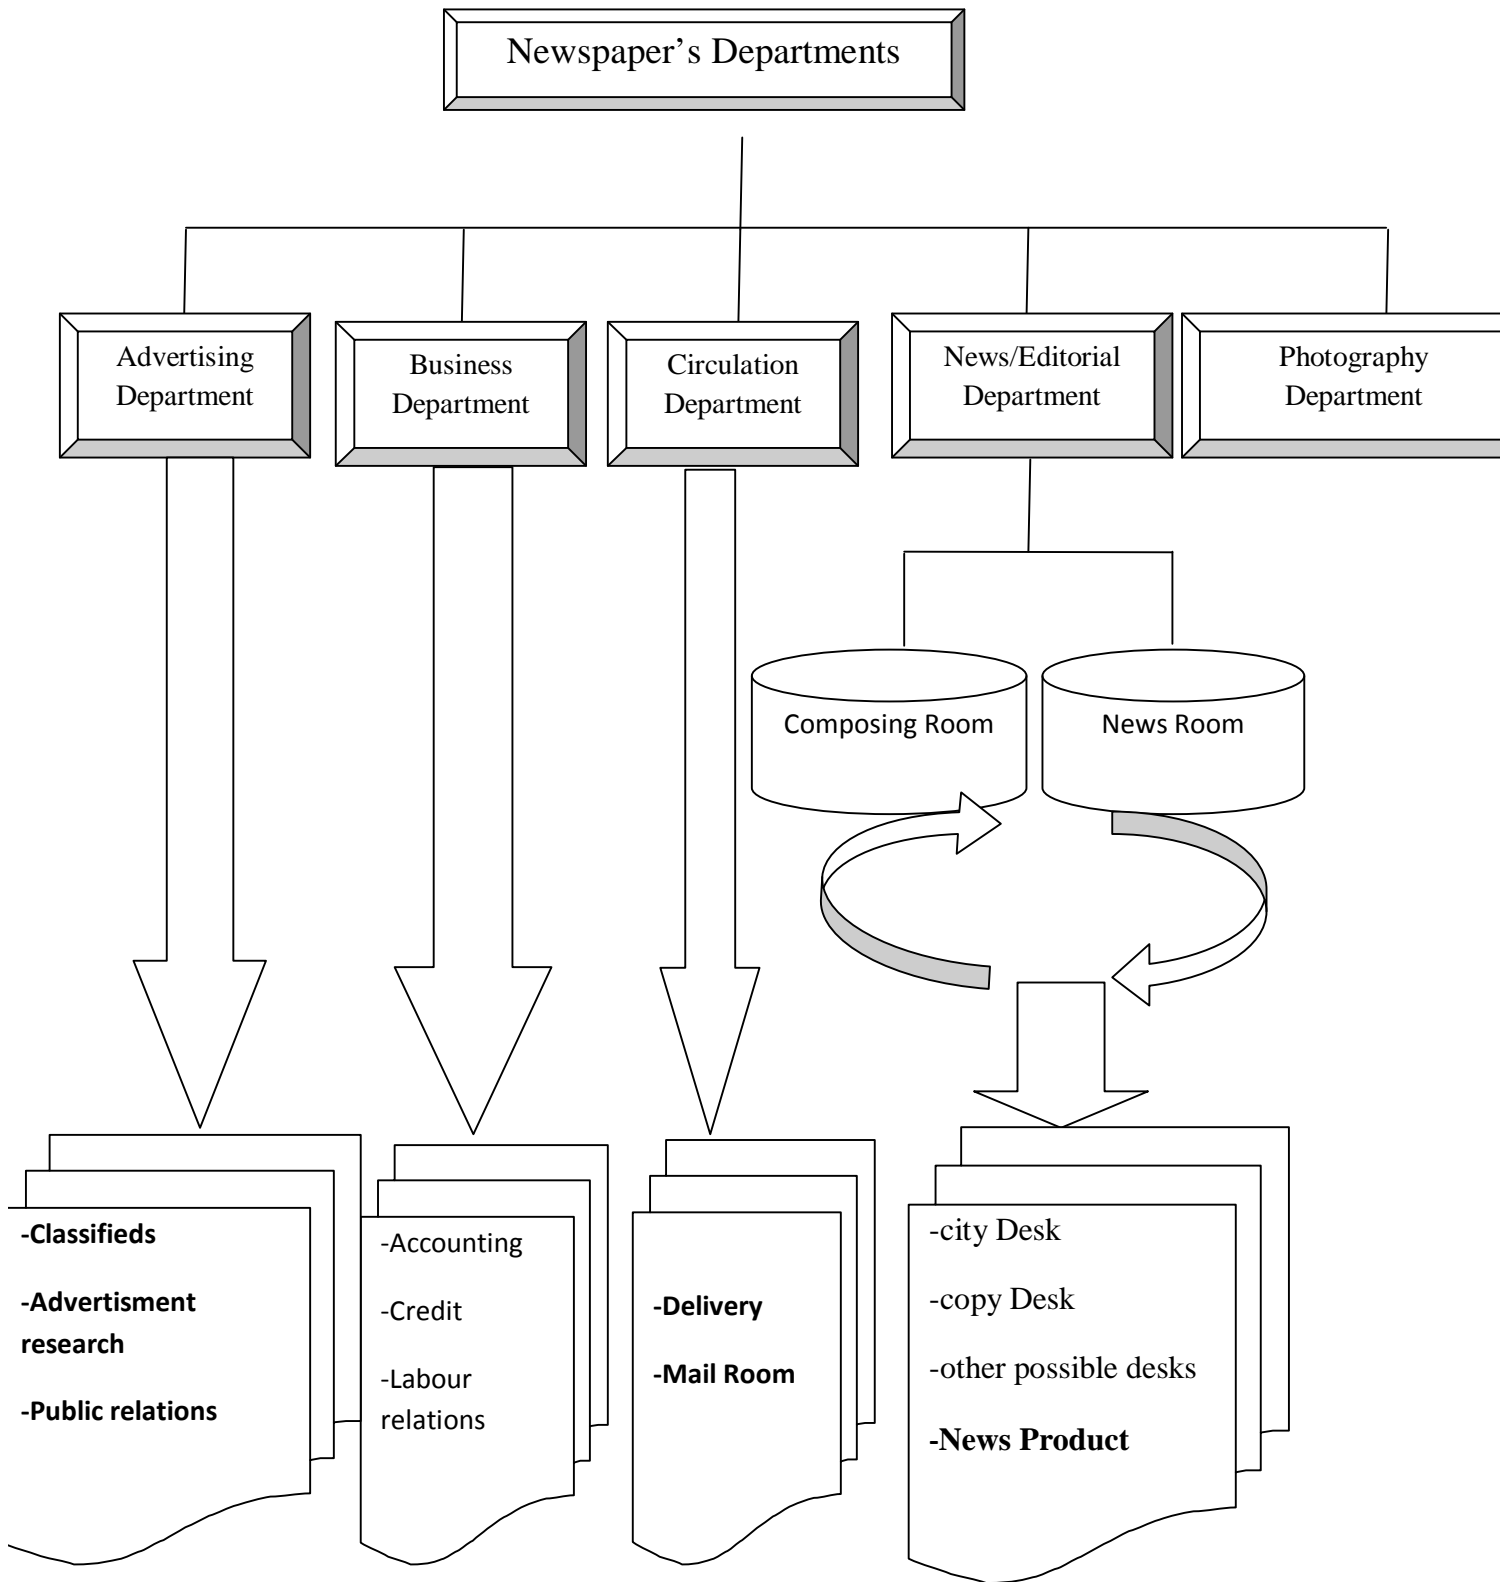 Newspaper’s Departments
Advertising
Department
Business
Department
Circulation
Department
News/Editorial
Department
Photography
Department
Composing Room
News Room
-Classifieds
-Advertisment
research
-Public relations
-Accounting
-Credit
-Labour
relations
-Delivery
-Mail Room
-city Desk
-copy Desk
-other possible desks
-News Product